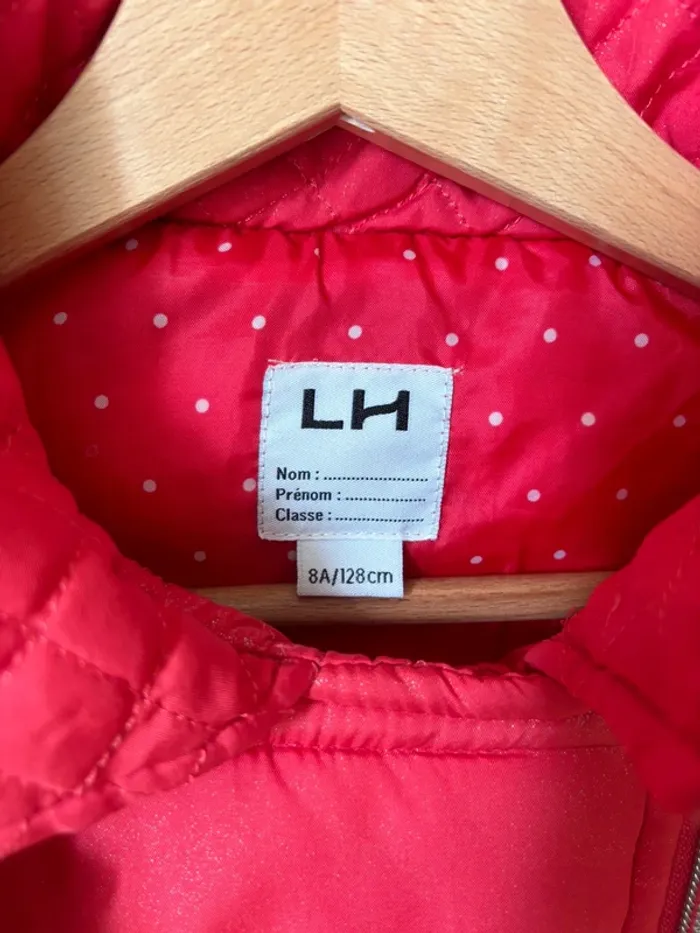 LH
Nom : ........................
Prénom : ...................
Classe : .....................
8A/128cm